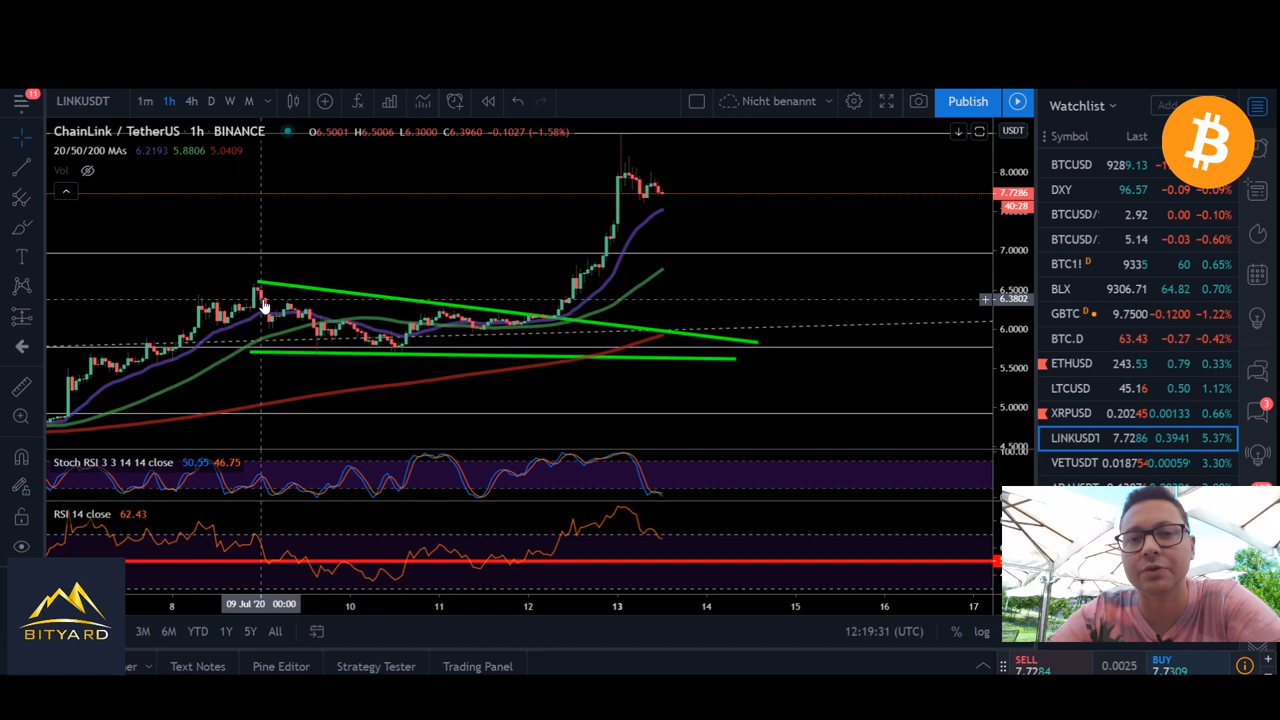 11
LINKUSDT 1m 1h 4h D W M Nicht benannt Publish
Watchlist
ChainLink / TetherUS · 1h · BINANCE O6.5001 H6.5006 L6.3000 C6.3960 −0.1027 (−1.58%)
20/50/200 MAs 6.2193 5.8806 5.0409
Vol
USDT
8.0000
7.7286
40:28
7.0000
6.5000
6.3802
6.0000
5.5000
5.0000
4.5000
Stoch RSI 3 3 14 14 close 50.55 46.75
100.00
RSI 14 close 62.43
8 09 Jul '20 00:00 10 11 12 13 14 15 16 17
3M 6M YTD 1Y 5Y All 12:19:31 (UTC) % log
Text Notes Pine Editor Strategy Tester Trading Panel
Symbol Last
BTCUSD 9289.13
DXY 96.57 −0.09 −0.09%
BTCUSD/ 2.92 0.00 −0.10%
BTCUSD/ 5.14 −0.03 −0.60%
BTC1! D 9335 60 0.65%
BLX 9306.71 64.82 0.70%
GBTC D 9.7500 −0.1200 −1.22%
BTC.D 63.43 −0.27 −0.42%
ETHUSD 243.53 0.79 0.33%
LTCUSD 45.16 0.50 1.12%
XRPUSD 0.20245 0.00133 0.66%
LINKUSDT 7.7286 0.3941 5.37%
VETUSDT 3.30%
3
SELL
7.7284
0.0025
BUY
7.7309
BITYARD